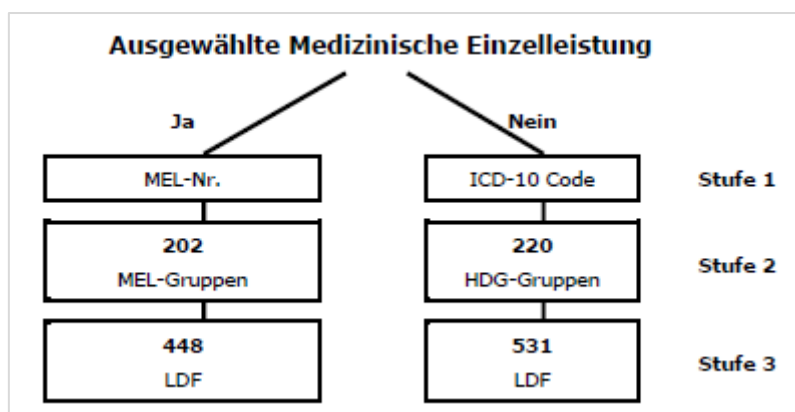 Ausgewählte Medizinische Einzelleistung
Ja
Nein
MEL-Nr.
ICD-10 Code
Stufe 1
202
MEL-Gruppen
220
HDG-Gruppen
Stufe 2
448
LDF
531
LDF
Stufe 3